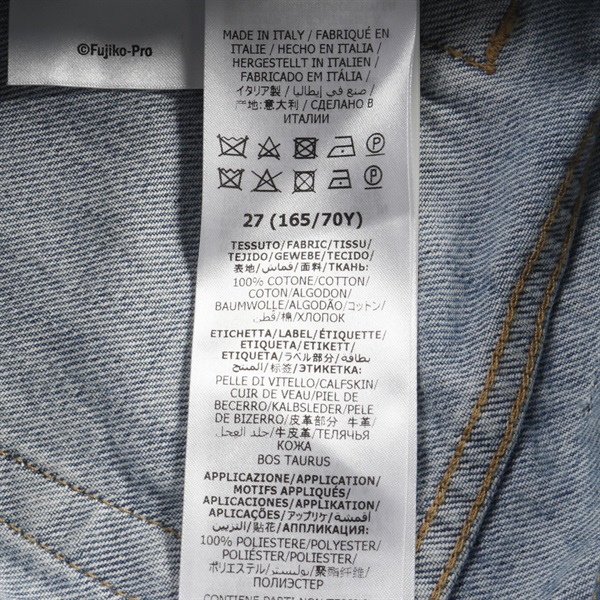 ©Fujiko-Pro
MADE IN ITALY / FABRIQUÉ EN
ITALIE / HECHO EN ITALIA /
HERGESTELLT IN ITALIEN /
FABRICADO EM ITÁLIA /
イタリア製 / صنع في إيطاليا /
产地:意大利 / СДЕЛАНО В
ИТАЛИИ
27 (165/70Y)
TESSUTO/FABRIC/TISSU/
TEJIDO/GEWEBE/TECIDO/
表地/قماش/面料/ТКАНЬ:
100% COTONE/COTTON/
COTON/ALGODON/
BAUMWOLLE/ALGODÃO/コットン/
قطن/棉/ХЛОПОК
ETICHETTA/LABEL/ÉTIQUETTE/
ETIQUETA/ETIKETT/
ETIQUETA/ラベル部分/بطاقة/
المنتج/标签/ЭТИКЕТКА:
PELLE DI VITELLO/CALFSKIN/
CUIR DE VEAU/PIEL DE
BECERRO/KALBSLEDER/PELE
DE BIZERRO/皮革部分 牛革/
جلد العجل/牛皮革/ТЕЛЯЧЬЯ
КОЖА
BOS TAURUS
APPLICAZIONE/APPLICATION/
MOTIFS APPLIQUÉS/
APLICACIONES/APPLIKATION/
APLICAÇÕES/アップリケ/أقمشة
التزيين/贴花/АППЛИКАЦИЯ:
100% POLIESTERE/POLYESTER/
POLYESTER/POLIÉSTER/POLYESTER/
POLIÉSTER/
ポリエステル/بوليستر/聚酯纤维/
ПОЛИЭСТЕР